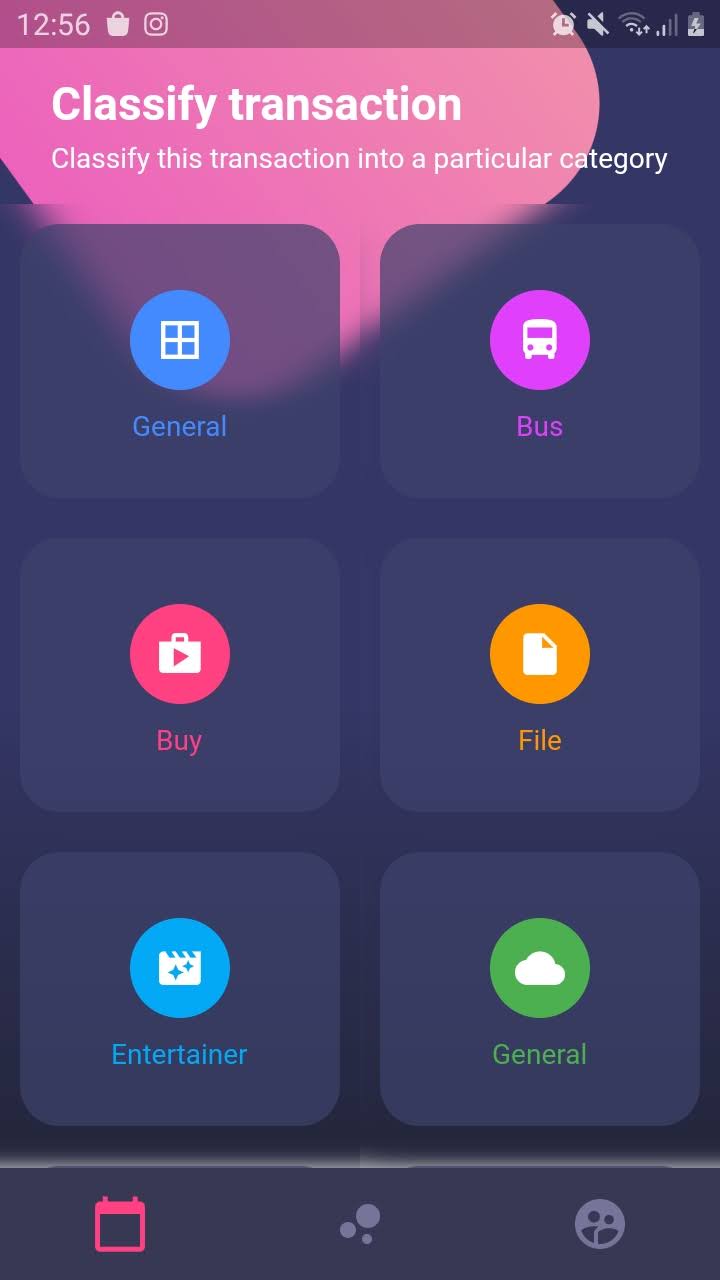 12:56
Classify transaction
Classify this transaction into a particular category
General
Bus
Buy
File
Entertainer
General